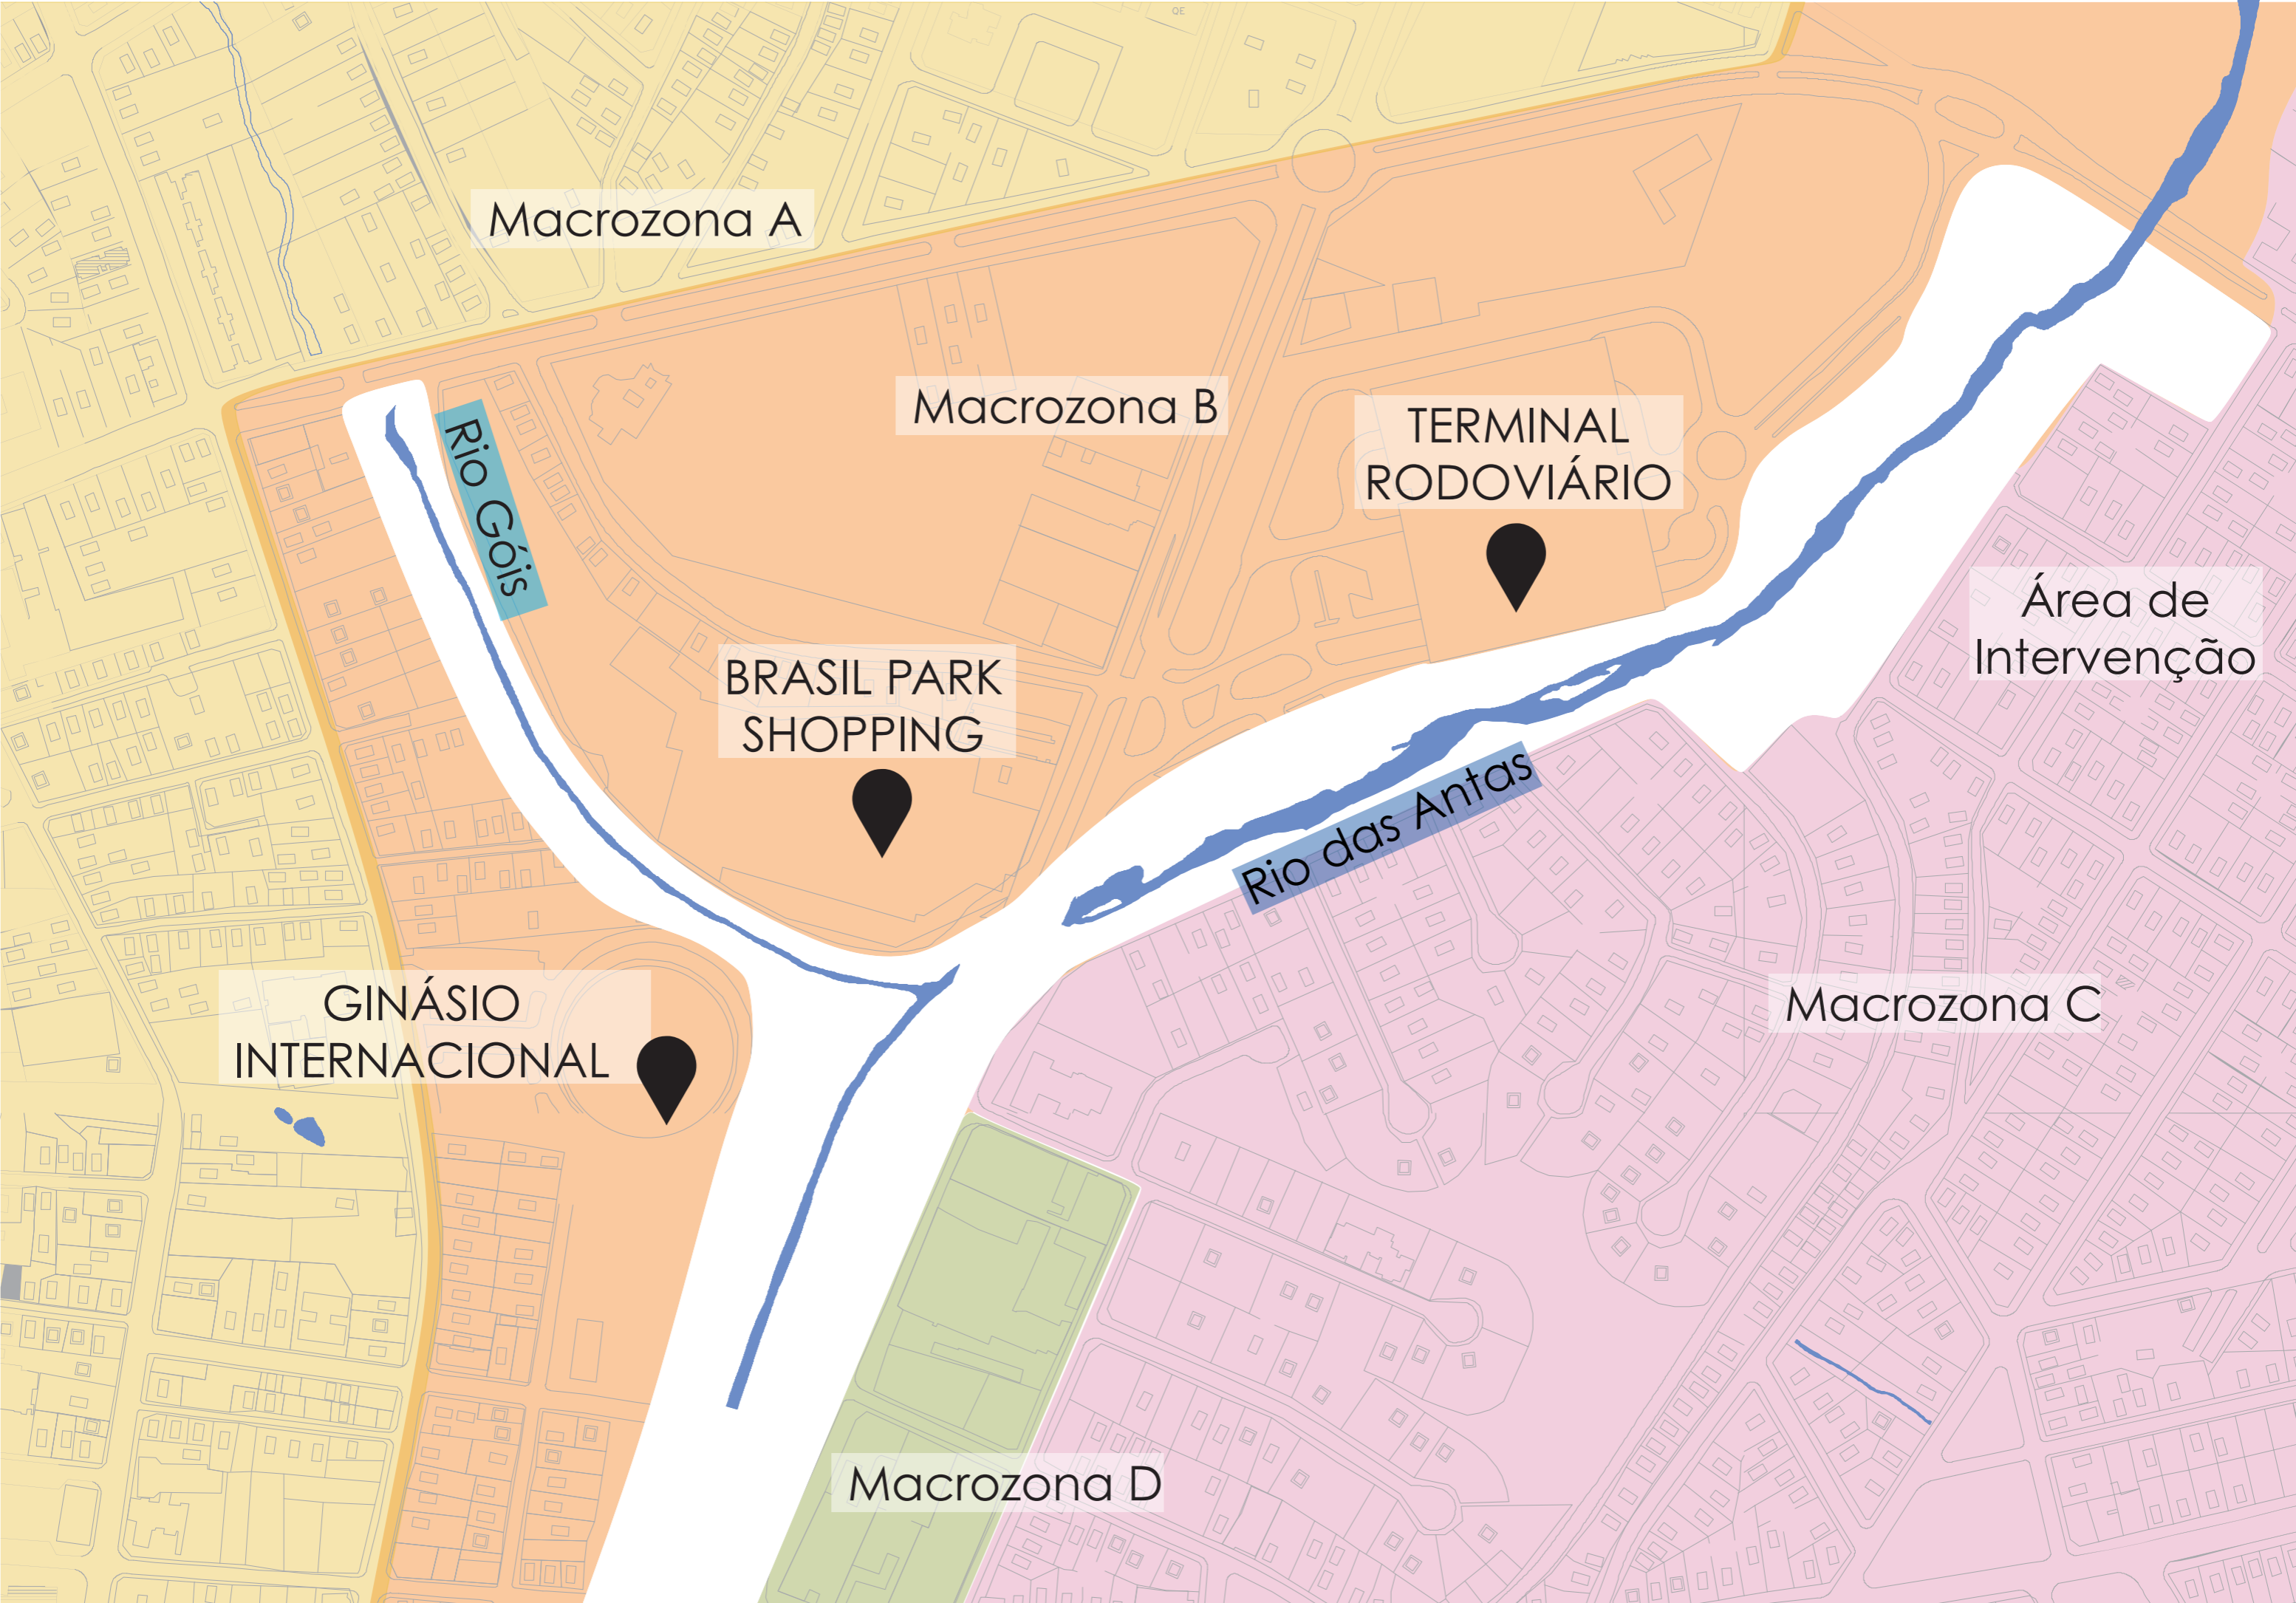 QE
Macrozona A
Macrozona B
TERMINAL
RODOVIÁRIO
Rio Góis
Área de
Intervenção
BRASIL PARK
SHOPPING
Rio das Antas
GINÁSIO
INTERNACIONAL
Macrozona C
Macrozona D